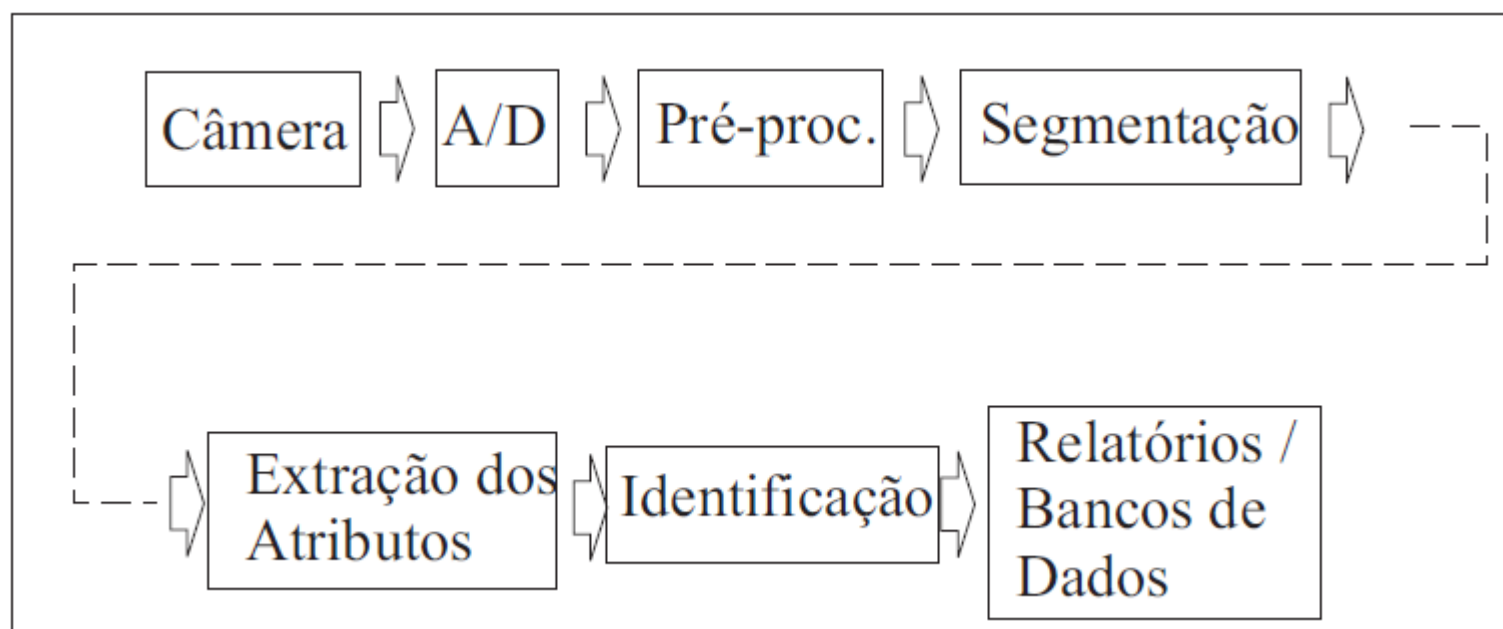 Câmera
A/D
Pré-proc.
Segmentação
Extração dos
Atributos
Identificação
Relatórios /
Bancos de
Dados